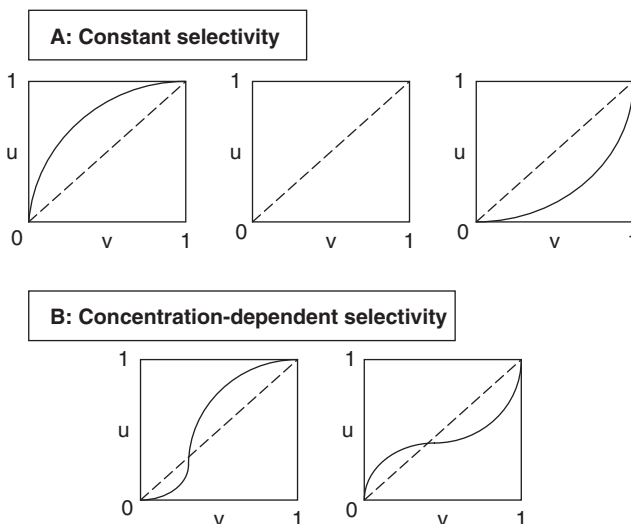 A: Constant selectivity
1 1 1
u u u
0 v 1 0 v 1 0 v 1
B: Concentration-dependent selectivity
1 1
u u
0 v 1 0 v 1